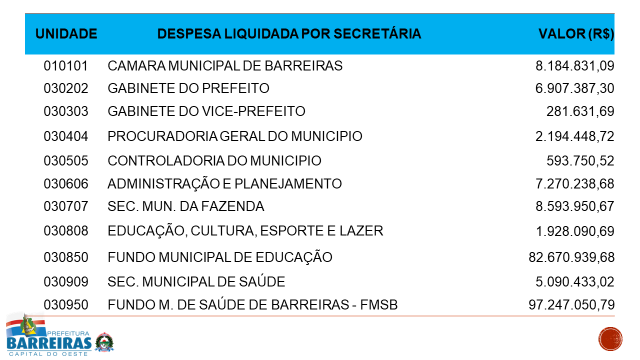 UNIDADE DESPESA LIQUIDADA POR SECRETÁRIA VALOR (R$)
010101 CAMARA MUNICIPAL DE BARREIRAS 8.184.831,09
030202 GABINETE DO PREFEITO 6.907.387,30
030303 GABINETE DO VICE-PREFEITO 281.631,69
030404 PROCURADORIA GERAL DO MUNICIPIO 2.194.448,72
030505 CONTROLADORIA DO MUNICIPIO 593.750,52
030606 ADMINISTRAÇÃO E PLANEJAMENTO 7.270.238,68
030707 SEC. MUN. DA FAZENDA 8.593.950,67
030808 EDUCAÇÃO, CULTURA, ESPORTE E LAZER 1.928.090,69
030850 FUNDO MUNICIPAL DE EDUCAÇÃO 82.670.939,68
030909 SEC. MUNICIPAL DE SAÚDE 5.090.433,02
030950 FUNDO M. DE SAÚDE DE BARREIRAS - FMSB 97.247.050,79
PREFEITURA
BARREIRAS
CAPITAL DO OESTE